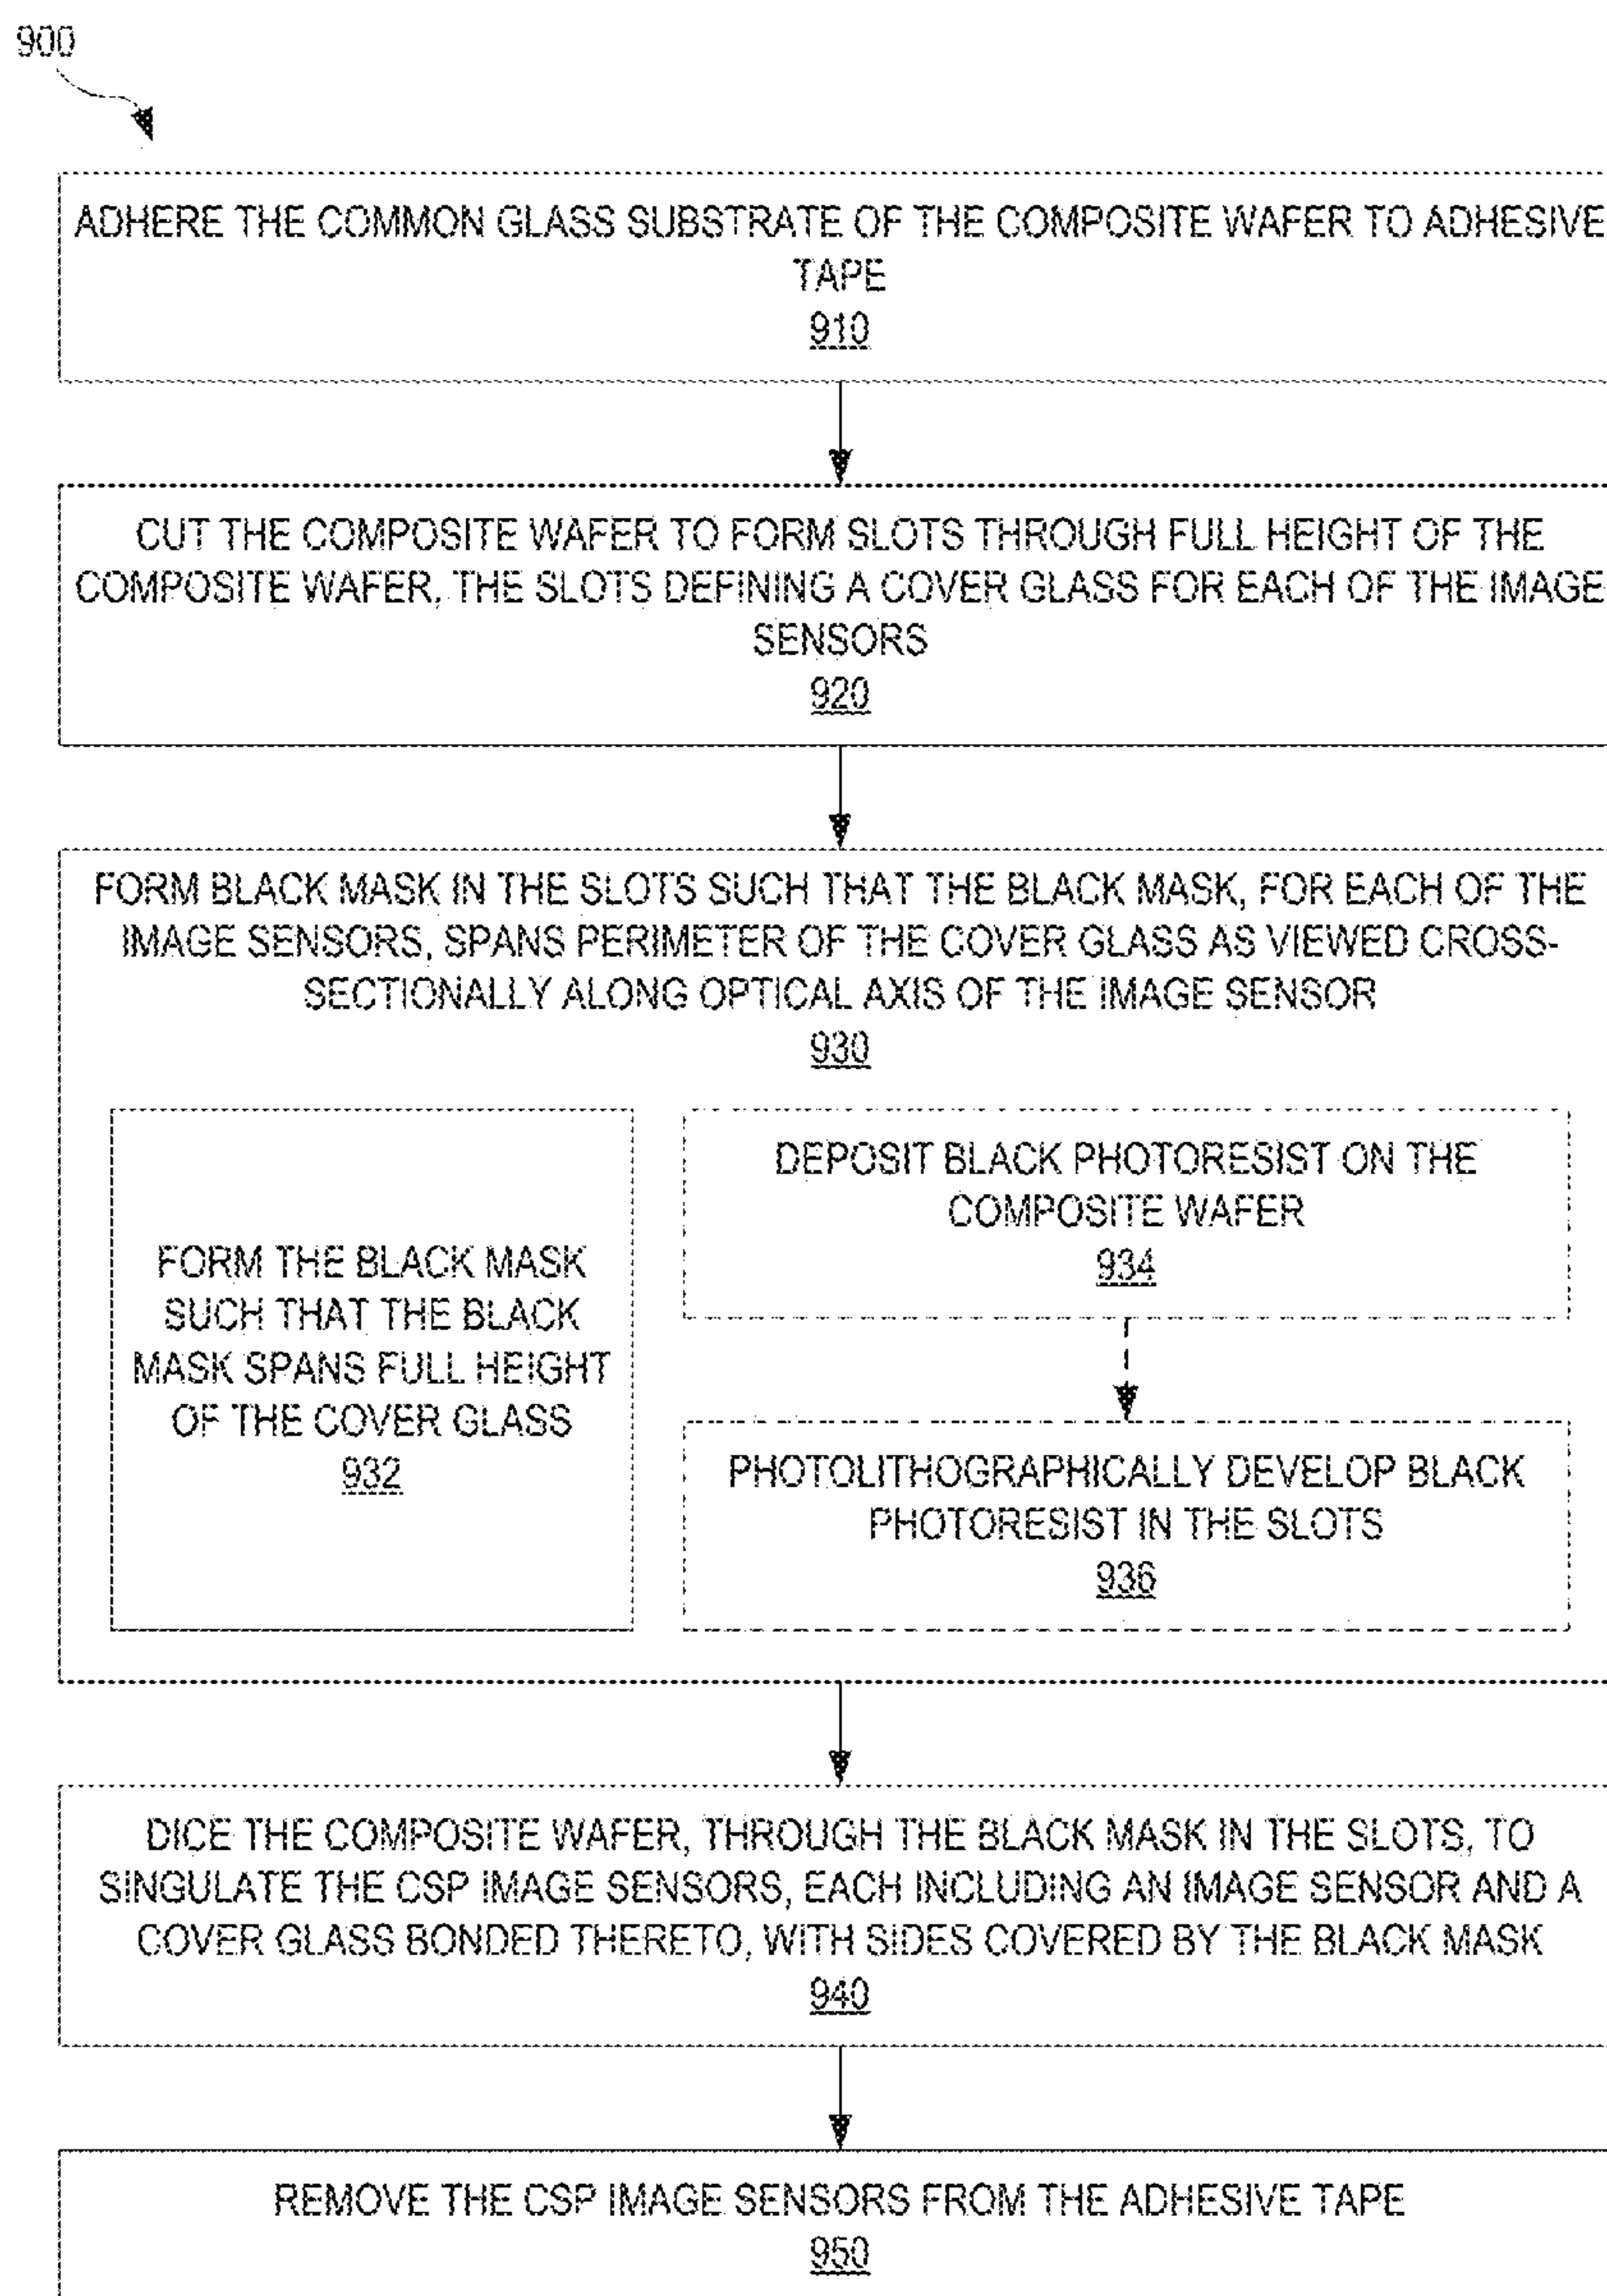 900
ADHERE THE COMMON GLASS SUBSTRATE OF THE COMPOSITE WAFER TO ADHESIVE
TAPE
910
CUT THE COMPOSITE WAFER TO FORM SLOTS THROUGH FULL HEIGHT OF THE
COMPOSITE WAFER, THE SLOTS DEFINING A COVER GLASS FOR EACH OF THE IMAGE
SENSORS
920
FORM BLACK MASK IN THE SLOTS SUCH THAT THE BLACK MASK, FOR EACH OF THE
IMAGE SENSORS, SPANS PERIMETER OF THE COVER GLASS AS VIEWED CROSS-
SECTIONALLY ALONG OPTICAL AXIS OF THE IMAGE SENSOR
930
FORM THE BLACK MASK
SUCH THAT THE BLACK
MASK SPANS FULL HEIGHT
OF THE COVER GLASS
932
DEPOSIT BLACK PHOTORESIST ON THE
COMPOSITE WAFER
934
PHOTOLITHOGRAPHICALLY DEVELOP BLACK
PHOTORESIST IN THE SLOTS
936
DICE THE COMPOSITE WAFER, THROUGH THE BLACK MASK IN THE SLOTS, TO
SINGULATE THE CSP IMAGE SENSORS, EACH INCLUDING AN IMAGE SENSOR AND A
COVER GLASS BONDED THERETO, WITH SIDES COVERED BY THE BLACK MASK
940
REMOVE THE CSP IMAGE SENSORS FROM THE ADHESIVE TAPE
950